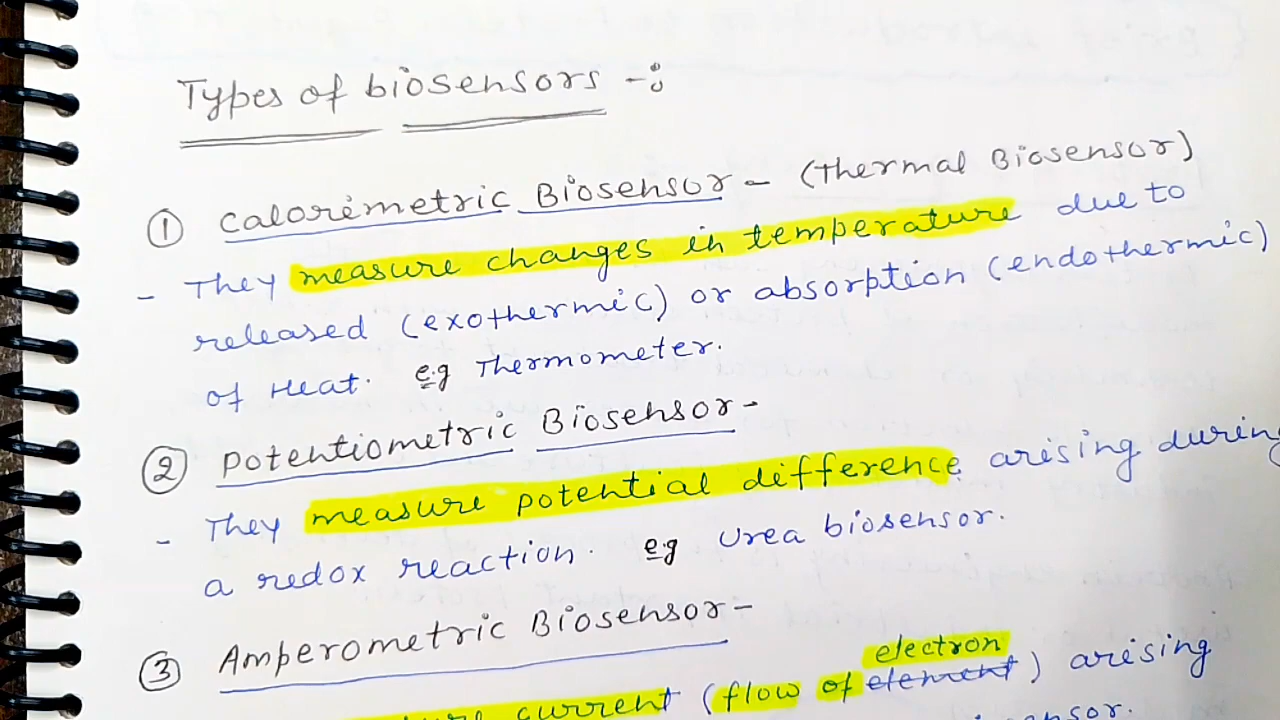 Types of biosensors -:
① Calorimetric Biosensor - (Thermal Biosensor)
- They measure changes in temperature due to
released (exothermic) or absorption (endothermic)
of Heat. e.g Thermometer.
② Potentiometric Biosensor -
- They measure potential difference arising during
a redox reaction. e.g Urea biosensor.
③ Amperometric Biosensor -
electron
current (flow of element) arising